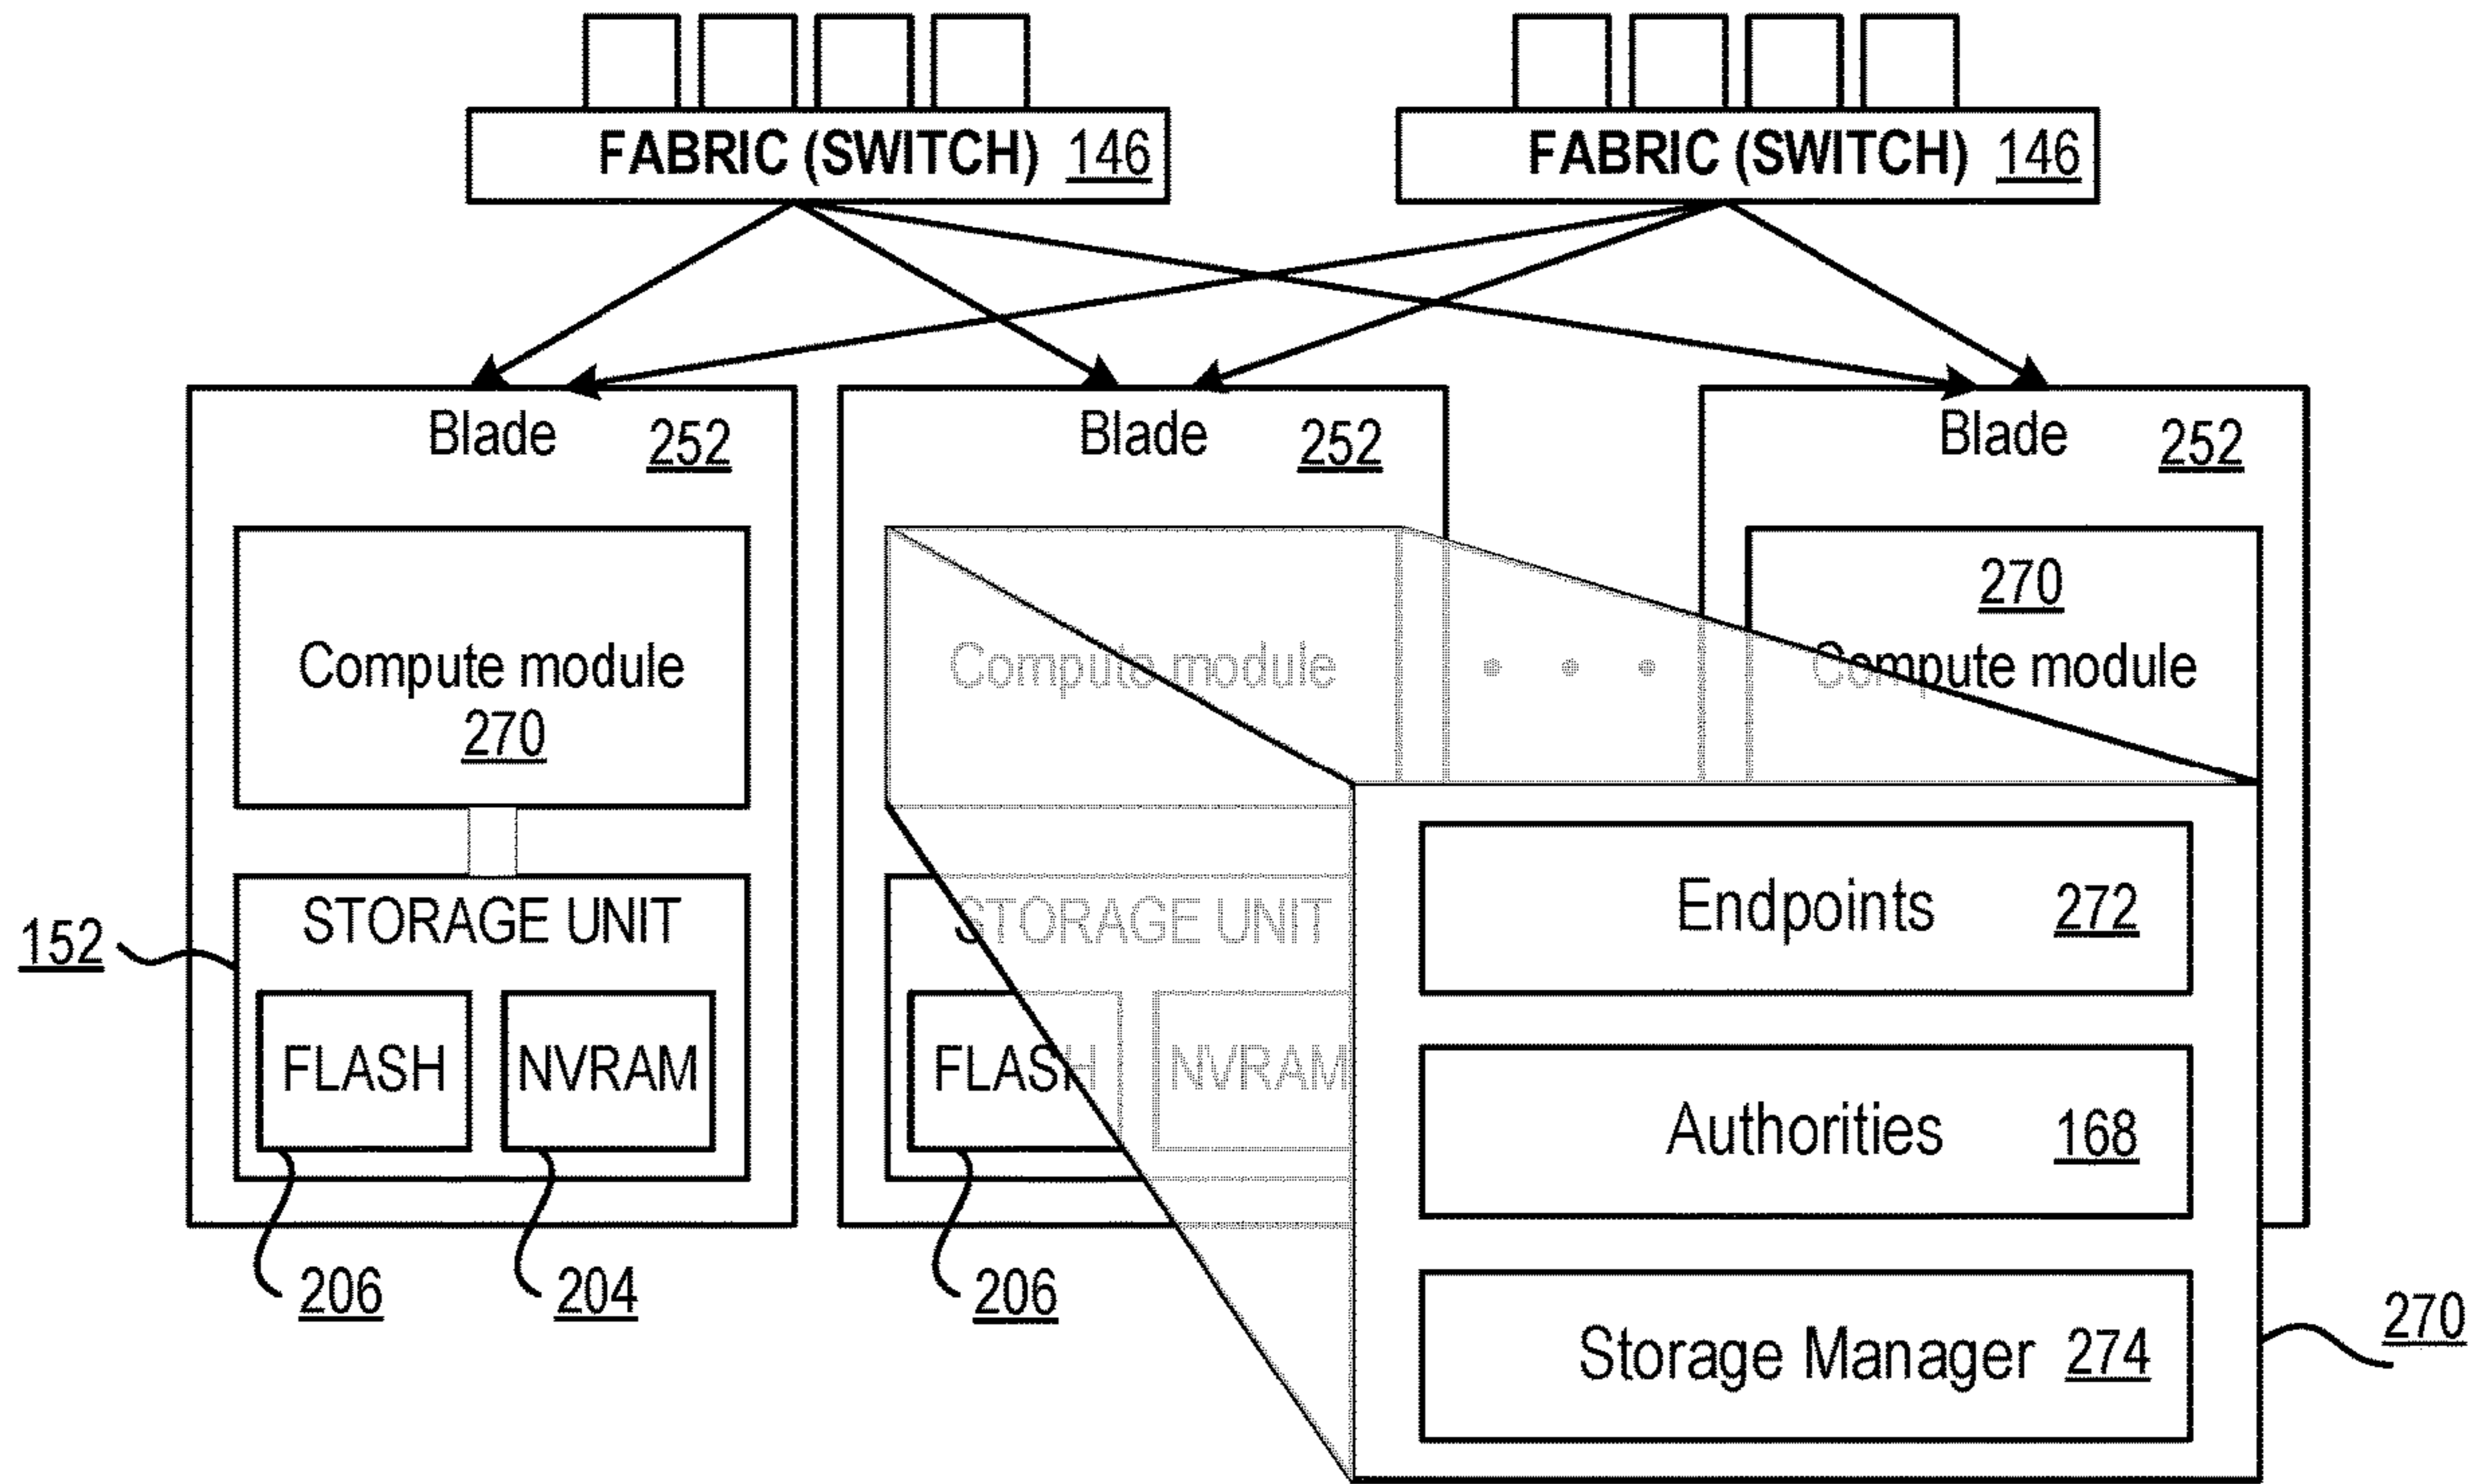 FABRIC (SWITCH) 146
FABRIC (SWITCH) 146
Blade 252
Blade 252
Blade 252
Compute module
270
Compute module
270
Compute module
STORAGE UNIT
152
FLASH
NVRAM
206
204
STORAGE UNIT
FLASH
NVRAM
206
Endpoints 272
Authorities 168
Storage Manager 274
270